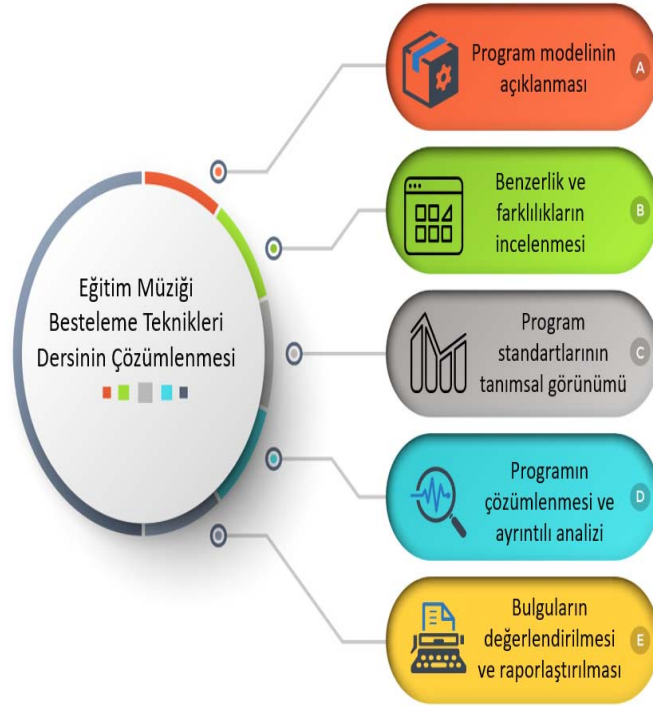 Eğitim Müziği
Besteleme Teknikleri
Dersinin Çözümlenmesi
Program modelinin
açıklanması
A
Benzerlik ve
farklılıkların
incelenmesi
B
Program
standartlarının
tanımsal görünümü
C
Programın
çözümlenmesi ve
ayrıntılı analizi
D
Bulguların
değerlendirilmesi
ve raporlaştırılması
E